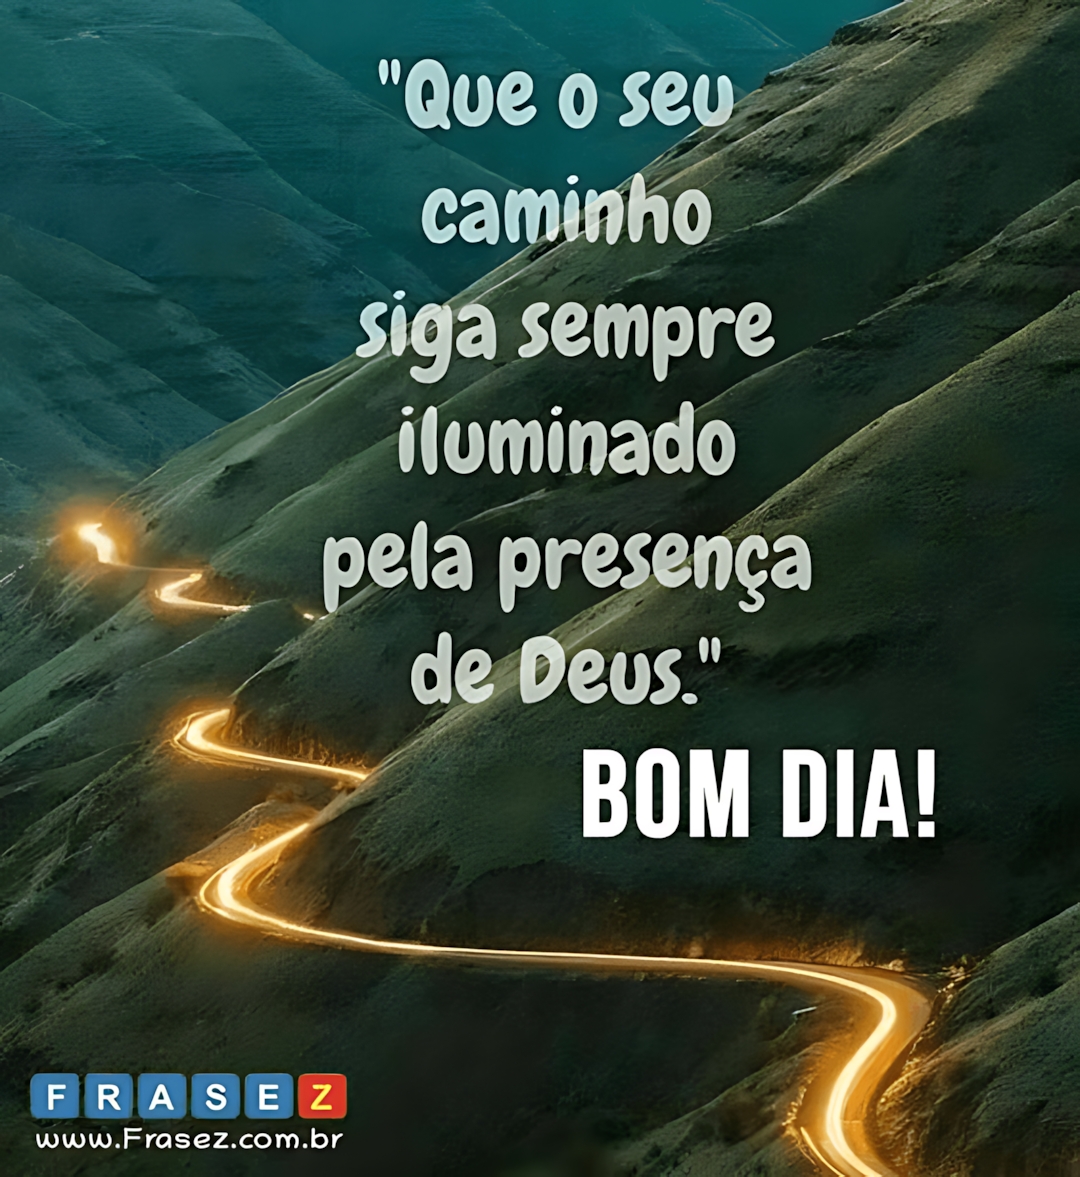 "Que o seu
caminho
siga sempre
iluminado
pela presença
de Deus."
BOM DIA!
FRASEZ
www.Frasez.com.br